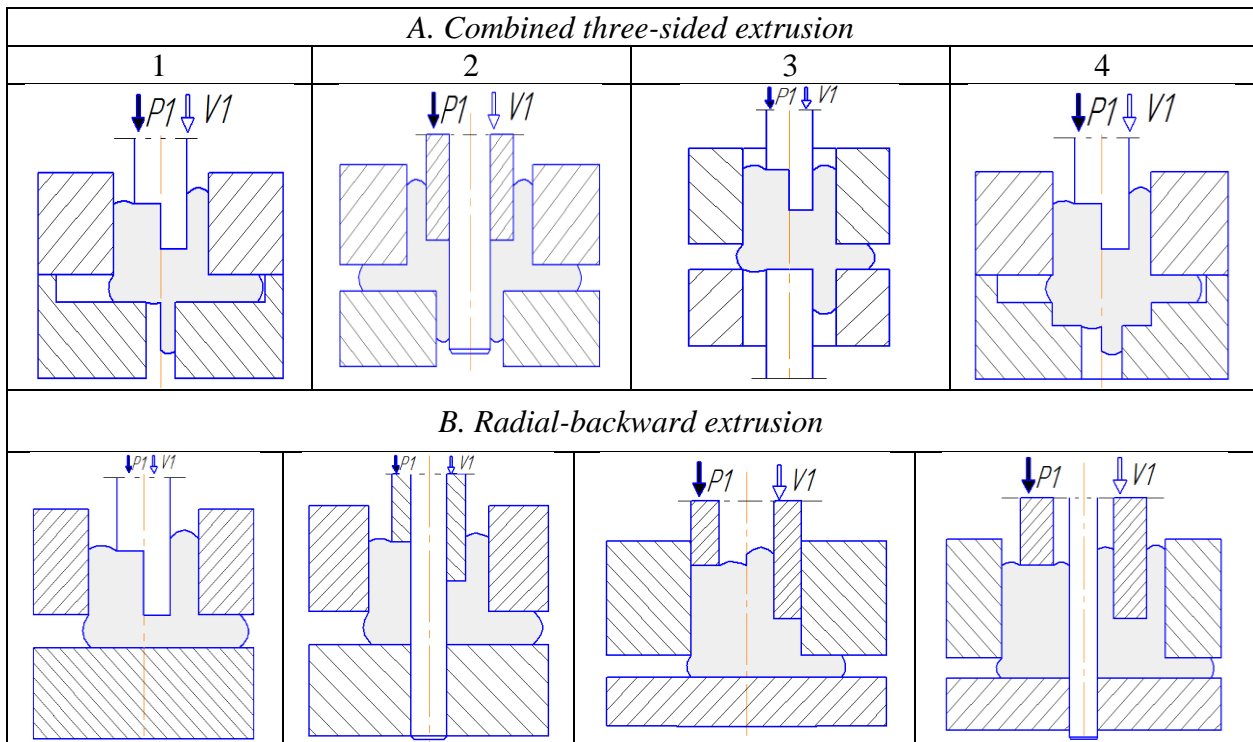 A. Combined three-sided extrusion
1 2 3 4
P1 V1 P1 V1 P1 V1 P1 V1
B. Radial-backward extrusion
P1 V1 P1 V1 P1 V1 P1 V1